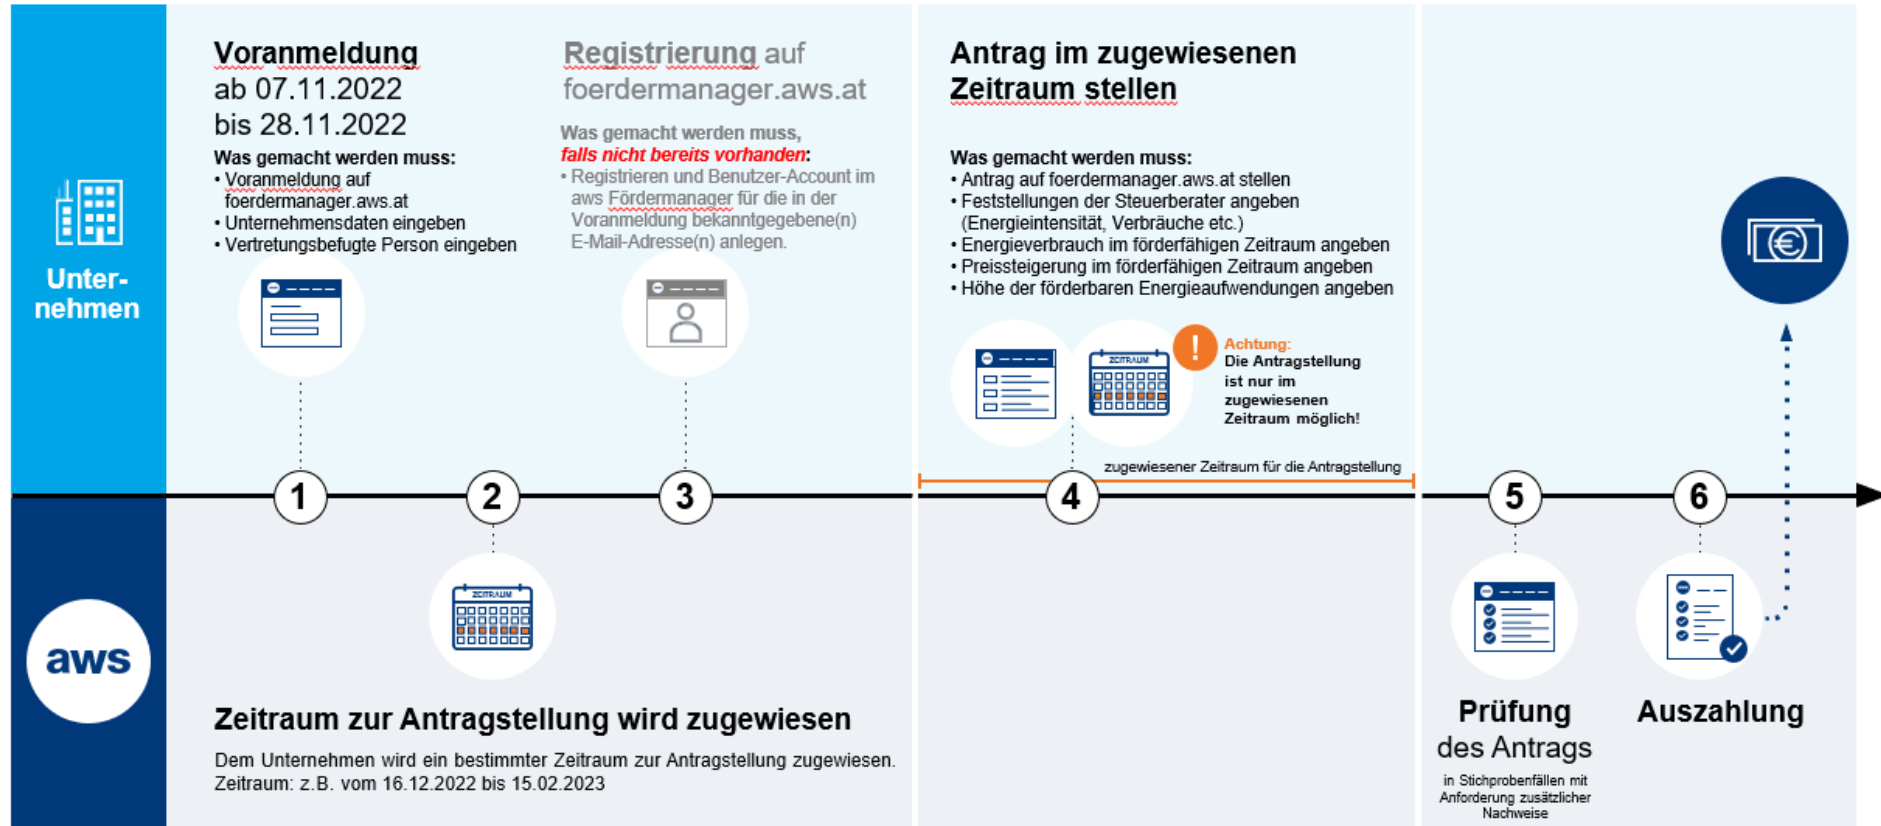 Unter-
nehmen
Voranmeldung
ab 07.11.2022
bis 28.11.2022
Was gemacht werden muss:
• Voranmeldung auf
foerdermanager.aws.at
• Unternehmensdaten eingeben
• Vertretungsbefugte Person eingeben
Registrierung auf
foerdermanager.aws.at
Was gemacht werden muss,
falls nicht bereits vorhanden:
• Registrieren und Benutzer-Account im
aws Fördermanager für die in der
Voranmeldung bekanntgegebene(n)
E-Mail-Adresse(n) anlegen.
Antrag im zugewiesenen
Zeitraum stellen
Was gemacht werden muss:
• Antrag auf foerdermanager.aws.at stellen
• Feststellungen der Steuerberater angeben
(Energieintensität, Verbräuche etc.)
• Energieverbrauch im förderfähigen Zeitraum angeben
• Preissteigerung im förderfähigen Zeitraum angeben
• Höhe der förderbaren Energieaufwendungen angeben
ZEITRAUM
!
Achtung:
Die Antragstellung
ist nur im
zugewiesenen
Zeitraum möglich!
zugewiesener Zeitraum für die Antragstellung
€
1
2
3
4
5
6
aws
ZEITRAUM
Zeitraum zur Antragstellung wird zugewiesen
Dem Unternehmen wird ein bestimmter Zeitraum zur Antragstellung zugewiesen.
Zeitraum: z.B. vom 16.12.2022 bis 15.02.2023
Prüfung
des Antrags
in Stichprobenfällen mit
Anforderung zusätzlicher
Nachweise
Auszahlung